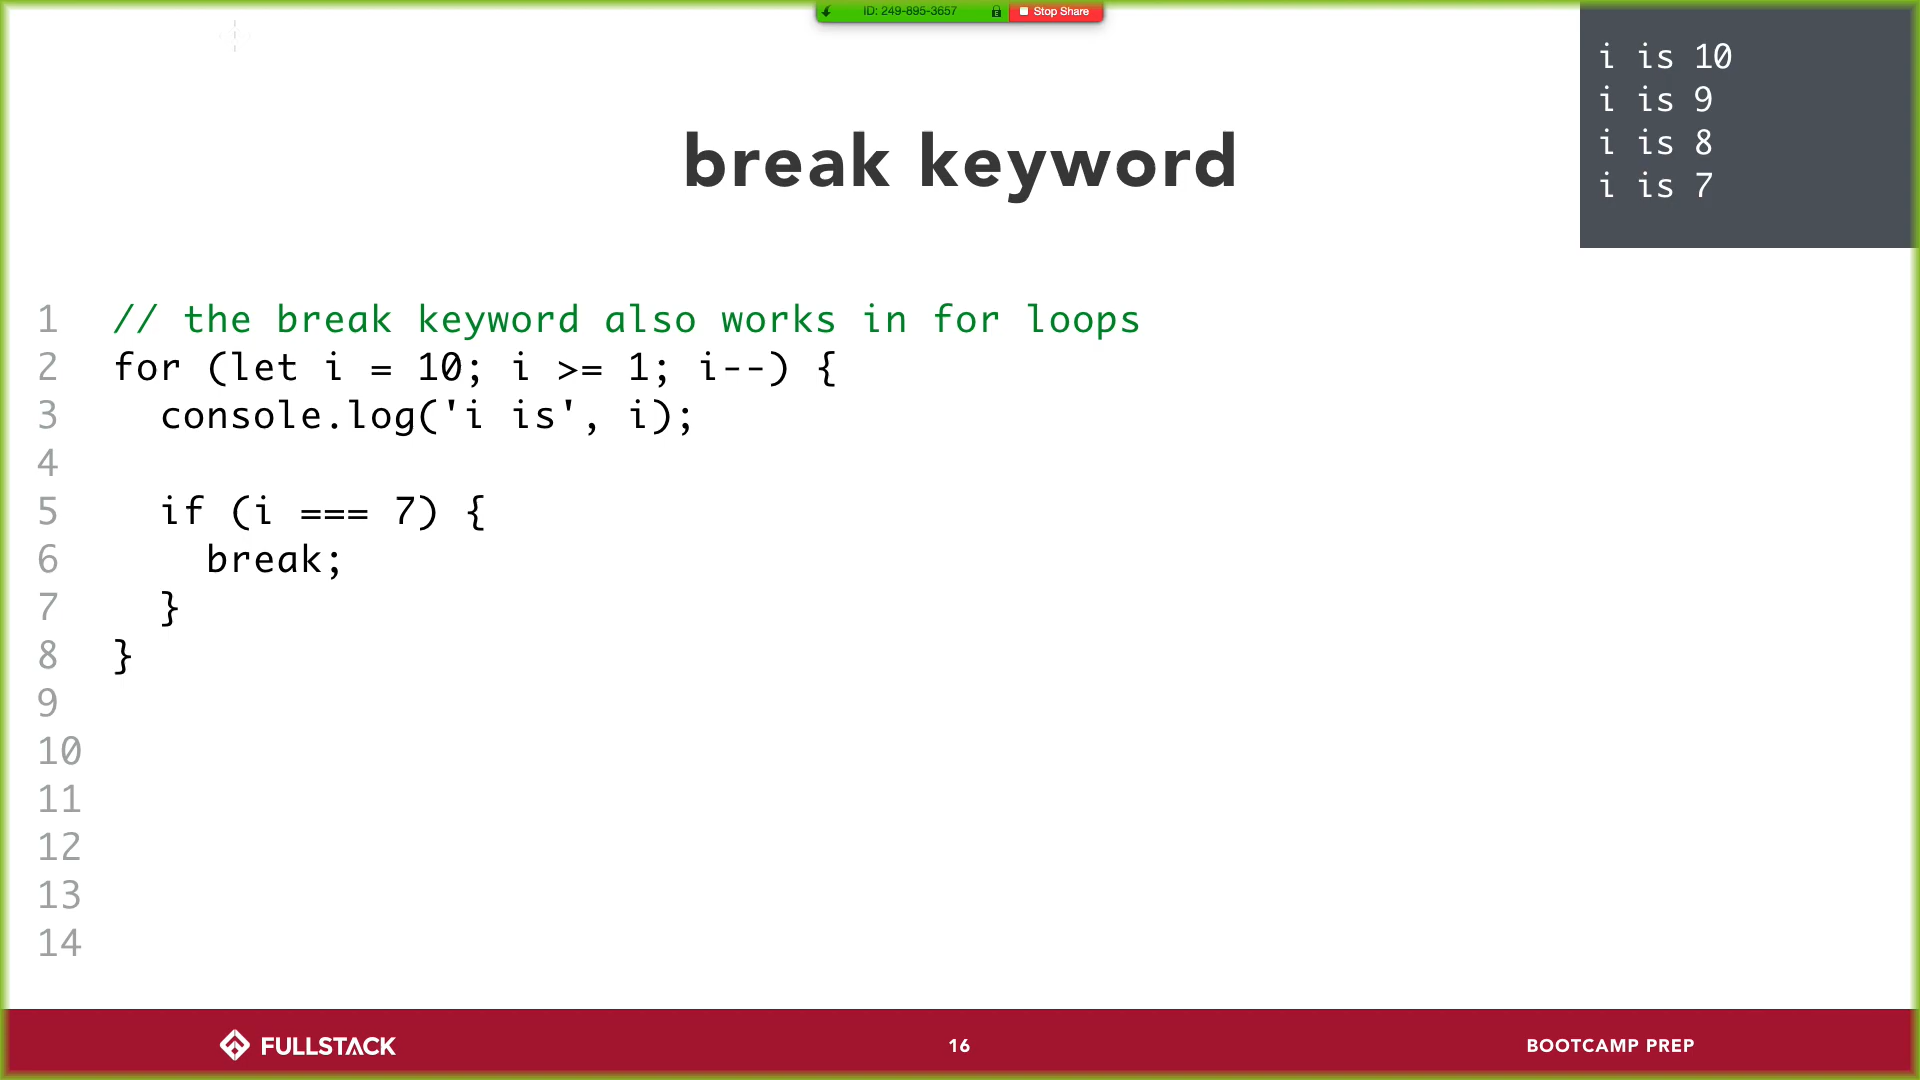 ID: 249-895-3657 Stop Share
i is 10
i is 9
i is 8
i is 7
break keyword
1 // the break keyword also works in for loops
2 for (let i = 10; i >= 1; i--) {
3   console.log('i is', i);
4
5   if (i === 7) {
6     break;
7   }
8 }
9
10
11
12
13
14
FULLSTACK
16
BOOTCAMP PREP